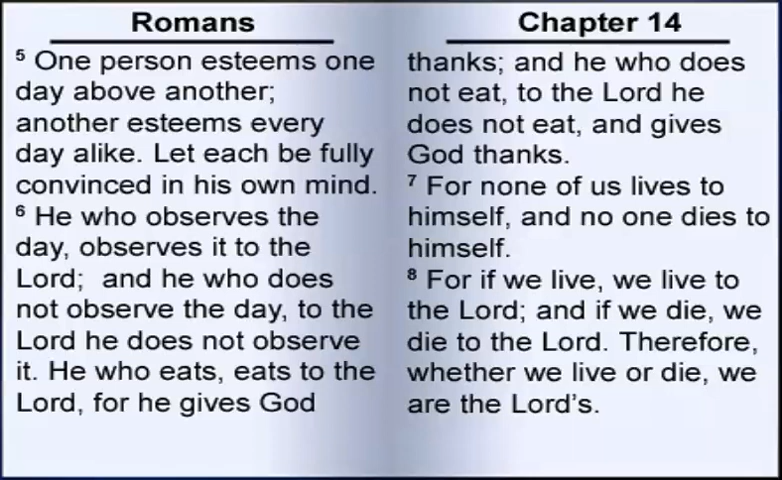 Romans
⁵ One person esteems one
day above another;
another esteems every
day alike. Let each be fully
convinced in his own mind.
⁶ He who observes the
day, observes it to the
Lord;  and he who does
not observe the day, to the
Lord he does not observe
it. He who eats, eats to the
Lord, for he gives God
Chapter 14
thanks; and he who does
not eat, to the Lord he
does not eat, and gives
God thanks.
⁷ For none of us lives to
himself, and no one dies to
himself.
⁸ For if we live, we live to
the Lord; and if we die, we
die to the Lord. Therefore,
whether we live or die, we
are the Lord's.